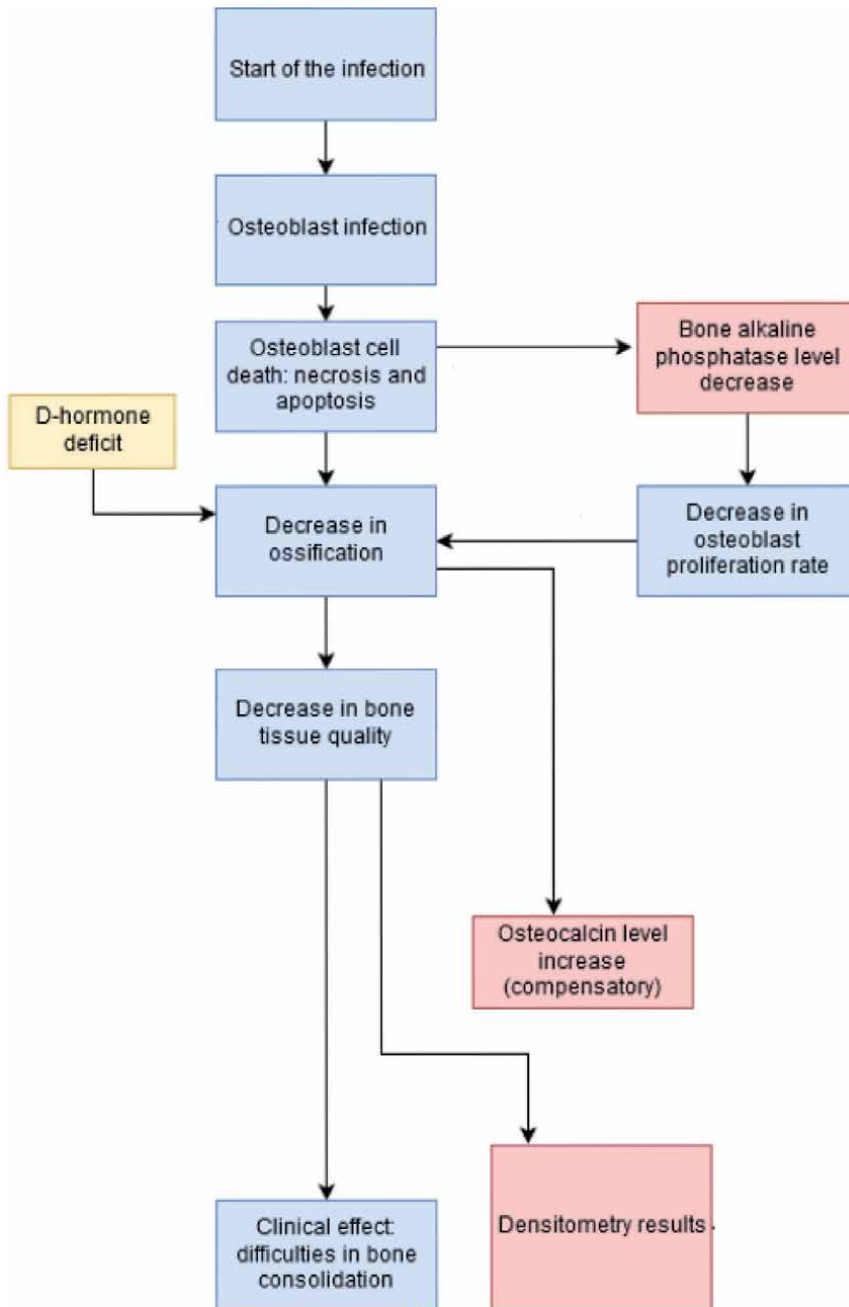 Start of the infection
Osteoblast infection
Osteoblast cell
death: necrosis and
apoptosis
Bone alkaline
phosphatase level
decrease
D-hormone
deficit
Decrease in
ossification
Decrease in
osteoblast
proliferation rate
Decrease in bone
tissue quality
Osteocalcin level
increase
(compensatory)
Clinical effect:
difficulties in bone
consolidation
Densitometry results